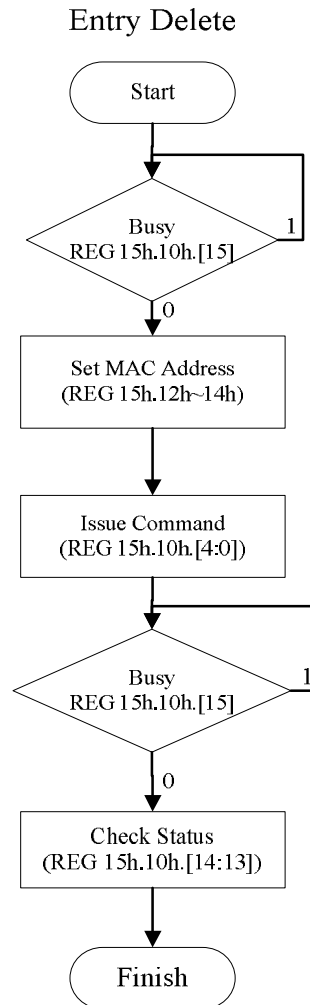 Entry Delete
Start
Busy
REG 15h.10h.[15]
1
0
Set MAC Address
(REG 15h.12h~14h)
Issue Command
(REG 15h.10h.[4:0])
Busy
REG 15h.10h.[15]
1
0
Check Status
(REG 15h.10h.[14:13])
Finish